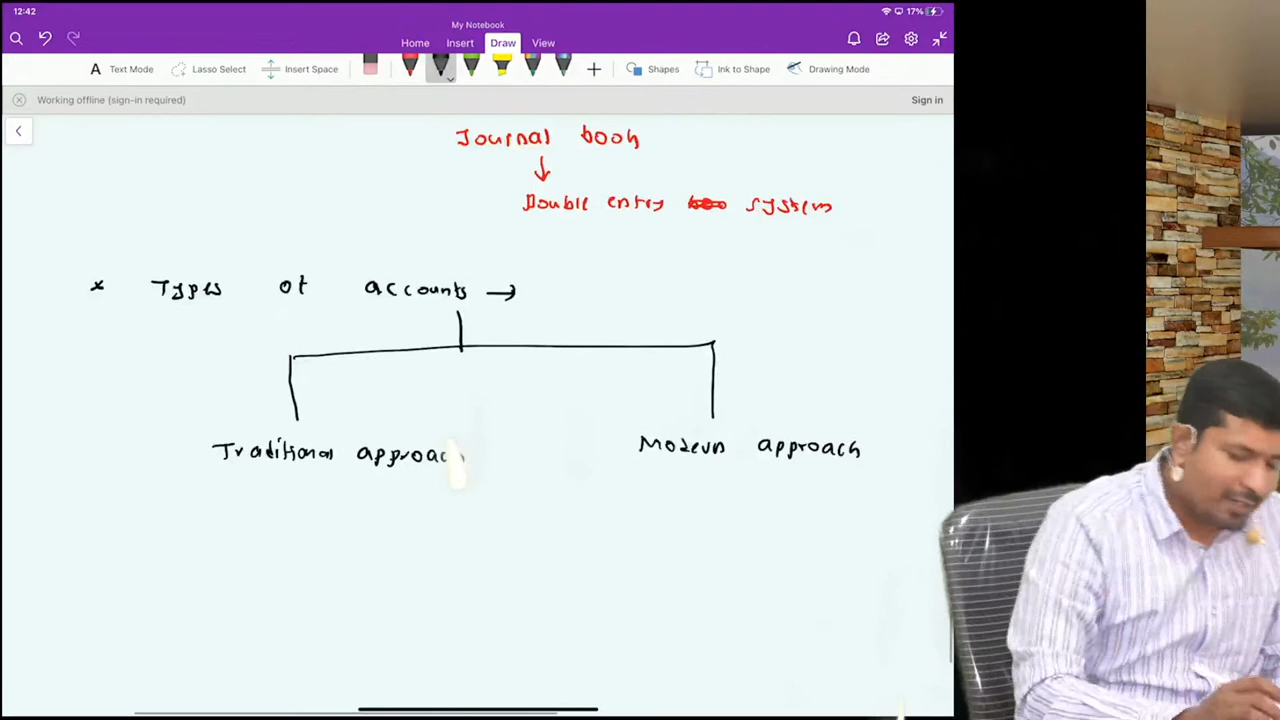 12:42
17%
My Notebook
Home Insert Draw View
Text Mode Lasso Select Insert Space Shapes Ink to Shape Drawing Mode
Working offline (sign-in required) Sign in
Journal book
Double entry system
* Types of accounts →
Traditional approach Modern approach